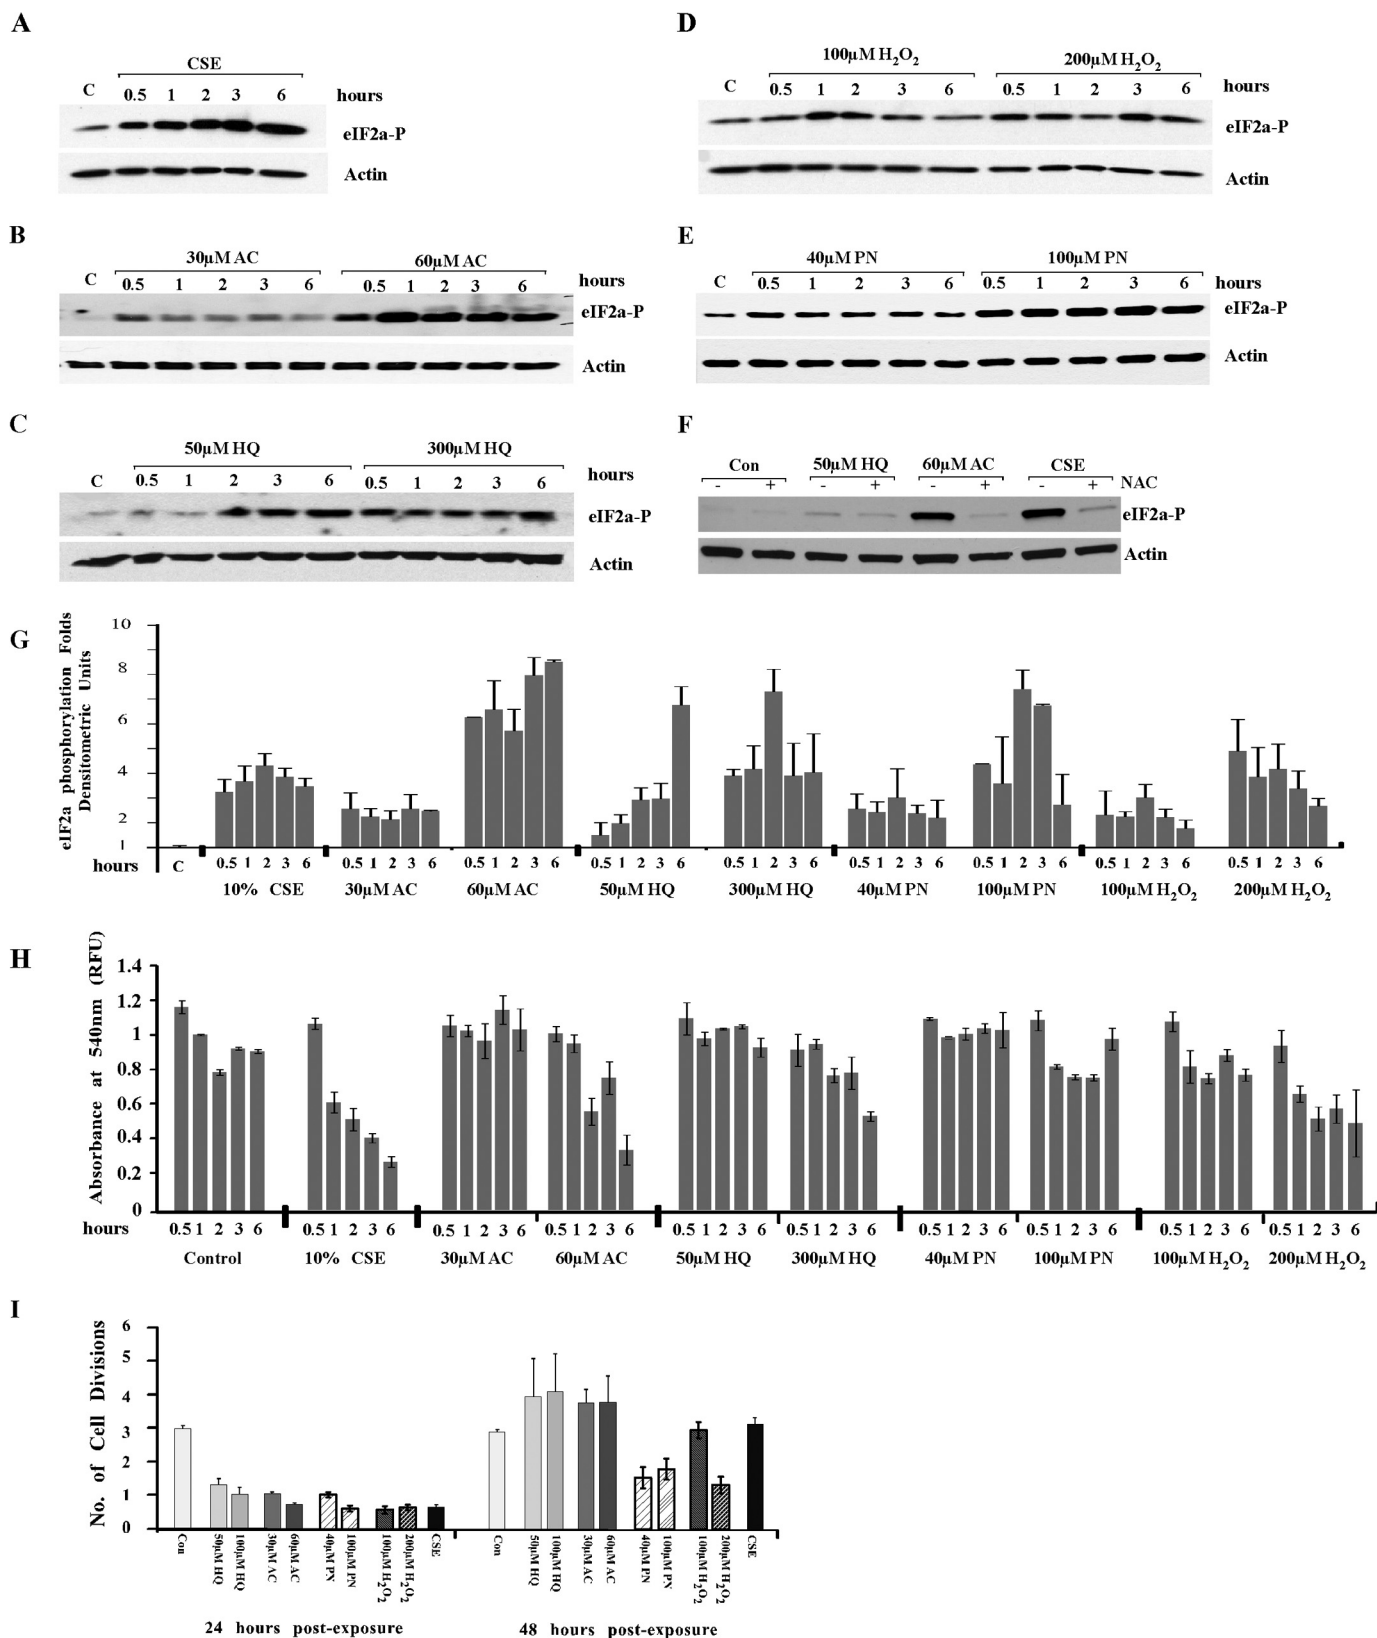 A
CSE
C 0.5 1 2 3 6 hours
eIF2a-P
Actin
B
30µM AC 60µM AC
C 0.5 1 2 3 6 0.5 1 2 3 6 hours
eIF2a-P
Actin
C
50µM HQ 300µM HQ
C 0.5 1 2 3 6 0.5 1 2 3 6 hours
eIF2a-P
Actin
D
100µM H₂O₂ 200µM H₂O₂
C 0.5 1 2 3 6 0.5 1 2 3 6 hours
eIF2a-P
Actin
E
40µM PN 100µM PN
C 0.5 1 2 3 6 0.5 1 2 3 6 hours
eIF2a-P
Actin
F
Con 50µM HQ 60µM AC CSE
- + - + - + - + NAC
eIF2a-P
Actin
G
eIF2a phosphorylation Folds
Densitometric Units
10
8
6
4
2
1
hours C 0.5 1 2 3 6 0.5 1 2 3 6 0.5 1 2 3 6 0.5 1 2 3 6 0.5 1 2 3 6 0.5 1 2 3 6 0.5 1 2 3 6 0.5 1 2 3 6 0.5 1 2 3 6
10% CSE 30µM AC 60µM AC 50µM HQ 300µM HQ 40µM PN 100µM PN 100µM H₂O₂ 200µM H₂O₂
H
Absorbance at 540nm (RFU)
1.4
1.2
1
0.8
0.6
0.4
0.2
0
hours 0.5 1 2 3 6 0.5 1 2 3 6 0.5 1 2 3 6 0.5 1 2 3 6 0.5 1 2 3 6 0.5 1 2 3 6 0.5 1 2 3 6 0.5 1 2 3 6 0.5 1 2 3 6 0.5 1 2 3 6
Control 10% CSE 30µM AC 60µM AC 50µM HQ 300µM HQ 40µM PN 100µM PN 100µM H₂O₂ 200µM H₂O₂
I
No. of Cell Divisions
6
5
4
3
2
1
0
Con 50µM HQ 100µM HQ 30µM AC 60µM AC 40µM PN 100µM PN 100µM H₂O₂ 200µM H₂O₂ CSE Con 50µM HQ 100µM HQ 30µM AC 60µM AC 40µM PN 100µM PN 100µM H₂O₂ 200µM H₂O₂ CSE
24 hours post-exposure 48 hours post-exposure